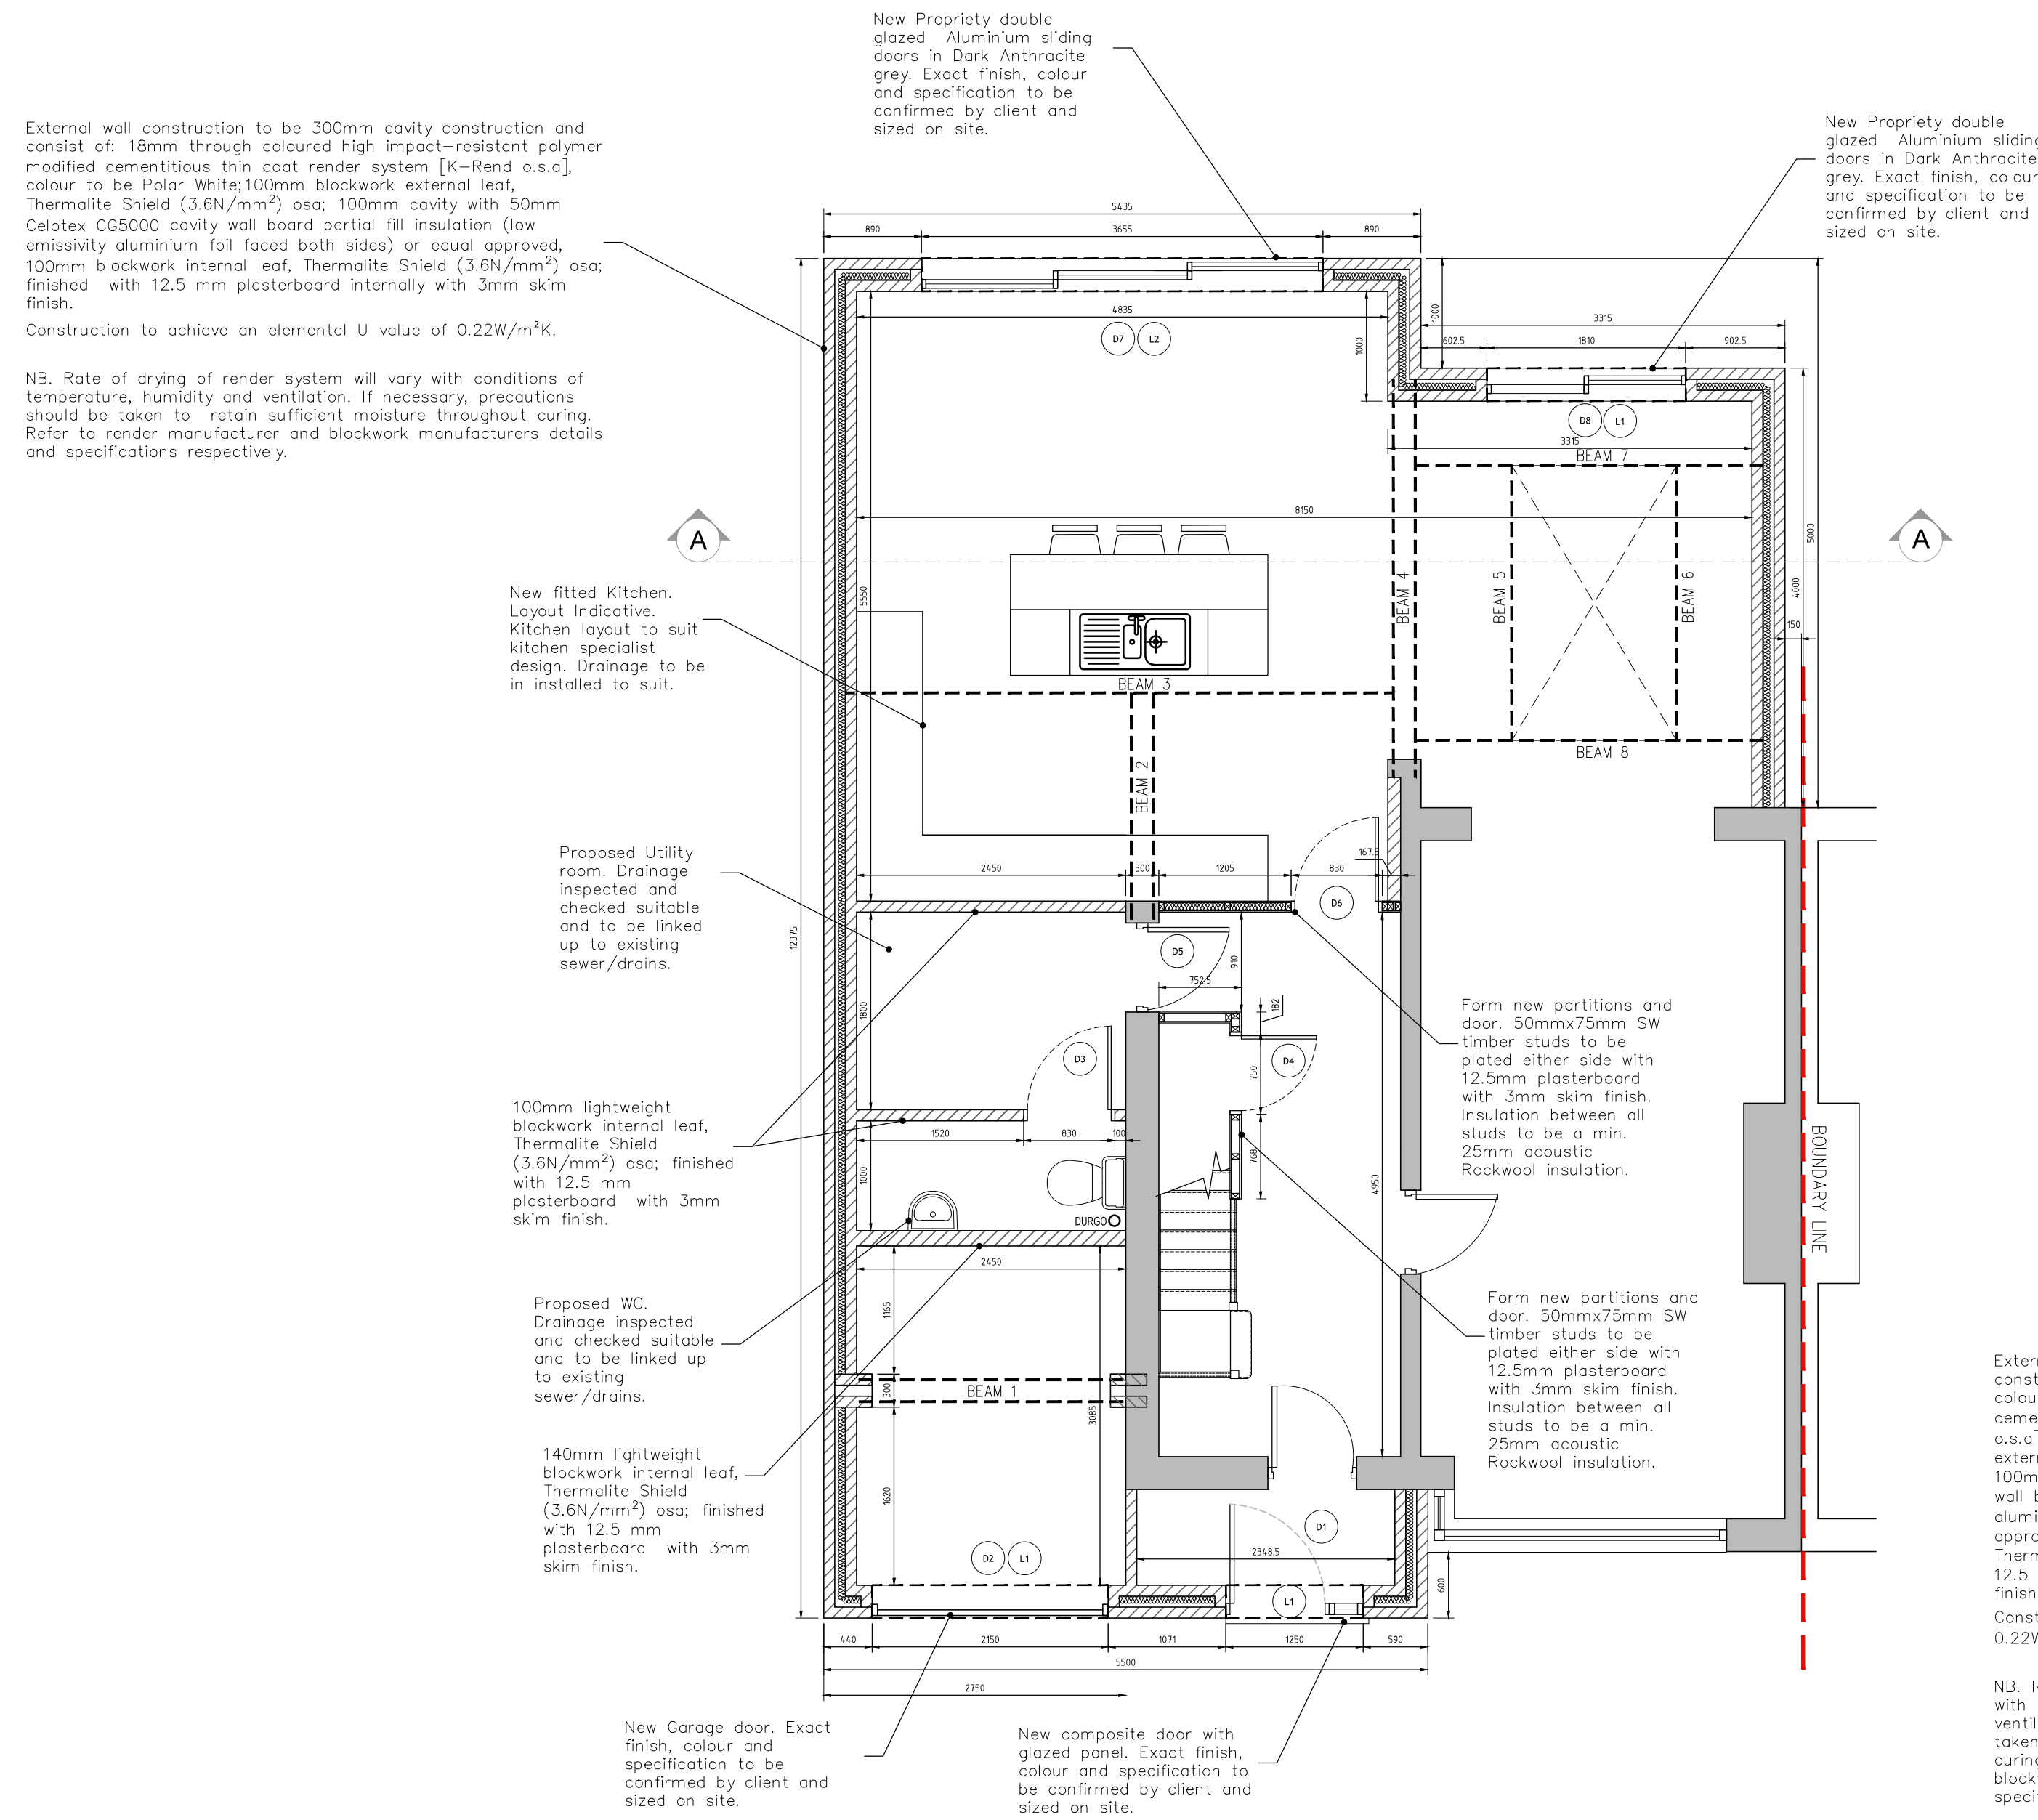 New Propriety double
glazed  Aluminium sliding
doors in Dark Anthracite
grey. Exact finish, colour
and specification to be
confirmed by client and
sized on site.
External wall construction to be 300mm cavity construction and
consist of: 18mm through coloured high impact-resistant polymer
modified cementitious thin coat render system [K-Rend o.s.a],
colour to be Polar White;100mm blockwork external leaf,
Thermalite Shield (3.6N/mm²) osa; 100mm cavity with 50mm
Celotex CG5000 cavity wall board partial fill insulation (low
emissivity aluminium foil faced both sides) or equal approved,
100mm blockwork internal leaf, Thermalite Shield (3.6N/mm²) osa;
finished  with 12.5 mm plasterboard internally with 3mm skim
finish.
Construction to achieve an elemental U value of 0.22W/m²K.
NB. Rate of drying of render system will vary with conditions of
temperature, humidity and ventilation. If necessary, precautions
should be taken to  retain sufficient moisture throughout curing.
Refer to render manufacturer and blockwork manufacturers details
and specifications respectively.
New Propriety double
glazed  Aluminium sliding
doors in Dark Anthracite
grey. Exact finish, colour
and specification to be
confirmed by client and
sized on site.
5435
890
3655
890
4835
D7
L2
1000
1000
3315
602.5
1810
902.5
D8
L1
3315
BEAM 7
8150
A
A
5550
BEAM 4
BEAM 5
BEAM 6
5000
4000
150
New fitted Kitchen.
Layout Indicative.
Kitchen layout to suit
kitchen specialist
design. Drainage to be
in installed to suit.
BEAM 3
BEAM 8
BEAM 2
Proposed Utility
room. Drainage
inspected and
checked suitable
and to be linked
up to existing
sewer/drains.
2450
300
1205
830
167.5
D6
12375
D5
910
752.5
182
1800
D3
D4
750
Form new partitions and
door. 50mmx75mm SW
timber studs to be
plated either side with
12.5mm plasterboard
with 3mm skim finish.
Insulation between all
studs to be a min.
25mm acoustic
Rockwool insulation.
100mm lightweight
blockwork internal leaf,
Thermalite Shield
(3.6N/mm²) osa; finished
with 12.5 mm
plasterboard  with 3mm
skim finish.
1520
830
100
1000
768
4950
DURGO
BOUNDARY LINE
2450
1165
Proposed WC.
Drainage inspected
and checked suitable
and to be linked up
to existing
sewer/drains.
300
BEAM 1
3085
Form new partitions and
door. 50mmx75mm SW
timber studs to be
plated either side with
12.5mm plasterboard
with 3mm skim finish.
Insulation between all
studs to be a min.
25mm acoustic
Rockwool insulation.
140mm lightweight
blockwork internal leaf,
Thermalite Shield
(3.6N/mm²) osa; finished
with 12.5 mm
plasterboard  with 3mm
skim finish.
1620
D1
D2
L1
2348.5
L1
600
440
2150
1071
1250
590
5500
2750
New Garage door. Exact
finish, colour and
specification to be
confirmed by client and
sized on site.
New composite door with
glazed panel. Exact finish,
colour and specification to
be confirmed by client and
sized on site.
o.s.a
wall b
12.5
finish
0.22W
NB. R
with
taken